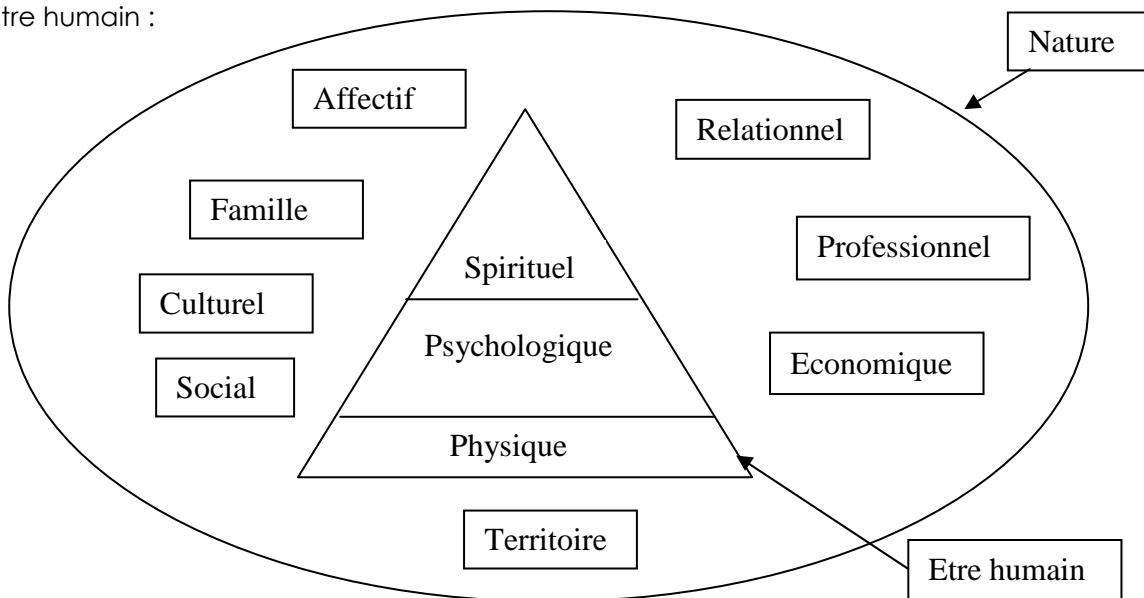 tre humain :
Nature
Affectif
Relationnel
Famille
Professionnel
Spirituel
Culturel
Psychologique
Economique
Social
Physique
Territoire
Etre humain